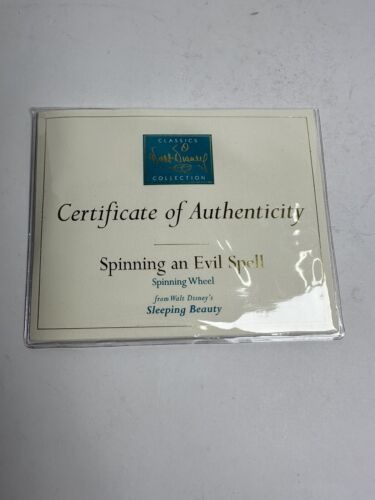 CLASSICS
Walt Disney
COLLECTION
Certificate of Authenticity
Spinning an Evil Spell
Spinning Wheel
from Walt Disney's
Sleeping Beauty